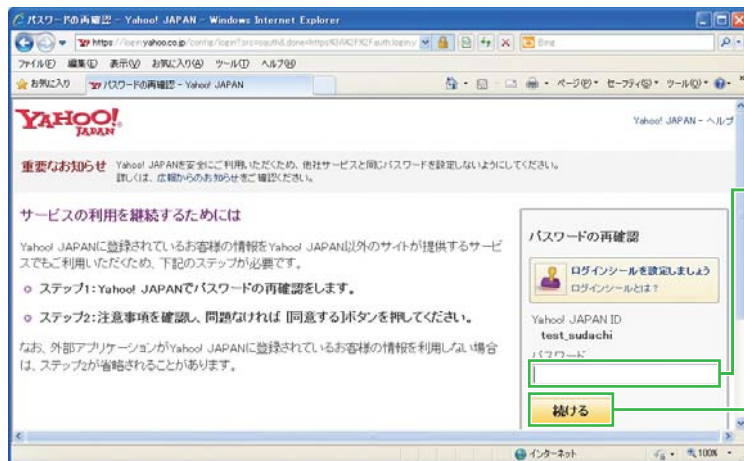 パスワードの再確認 - Yahoo! JAPAN - Windows Internet Explorer
Bing
ファイル(F) 編集(E) 表示(V) お気に入り(A) ツール(T) ヘルプ(H)
お気に入り パスワードの再確認 - Yahoo! JAPAN ページ(P) セーフティ(S) ツール(O)
YAHOO! JAPAN
Yahoo! JAPAN - ヘルプ
重要なお知らせ Yahoo! JAPANを安全にご利用いただくため、他社サービスと同じパスワードを設定しないようにしてください。
詳しくは、広報からのお知らせをご確認ください。
サービスの利用を継続するためには
Yahoo! JAPANに登録されているお客様の情報をYahoo! JAPAN以外のサイトが提供するサービ
スでもご利用いただくため、下記のステップが必要です。
ステップ1:Yahoo! JAPANでパスワードの再確認をします。
ステップ2:注意事項を確認し、問題なければ [同意する]ボタンを押してください。
なお、外部アプリケーションがYahoo! JAPANに登録されているお客様の情報を利用しない場合
は、ステップ2が省略されることがあります。
パスワードの再確認
ログインシールを設定しましょう
ログインシールとは?
Yahoo! JAPAN ID
test_sudachi
パスワード
続ける
インターネット 100%